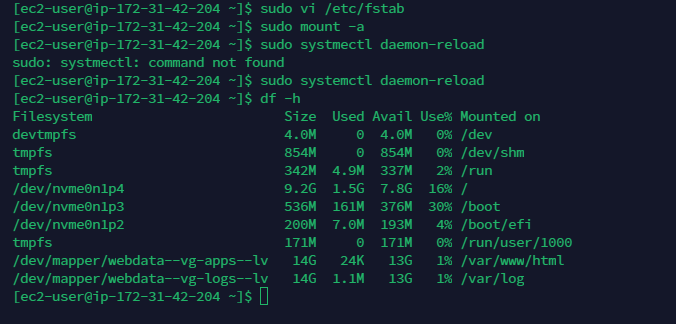 [ec2-user@ip-172-31-42-204 ~]$ sudo vi /etc/fstab
[ec2-user@ip-172-31-42-204 ~]$ sudo mount -a
[ec2-user@ip-172-31-42-204 ~]$ sudo systmectl daemon-reload
sudo: systmectl: command not found
[ec2-user@ip-172-31-42-204 ~]$ sudo systemctl daemon-reload
[ec2-user@ip-172-31-42-204 ~]$ df -h
Filesystem                        Size  Used Avail Use% Mounted on
devtmpfs                          4.0M     0  4.0M   0% /dev
tmpfs                             854M     0  854M   0% /dev/shm
tmpfs                             342M  4.9M  337M   2% /run
/dev/nvme0n1p4                    9.2G  1.5G  7.8G  16% /
/dev/nvme0n1p3                    536M  161M  376M  30% /boot
/dev/nvme0n1p2                    200M  7.0M  193M   4% /boot/efi
tmpfs                             171M     0  171M   0% /run/user/1000
/dev/mapper/webdata--vg-apps--lv   14G   24K   13G   1% /var/www/html
/dev/mapper/webdata--vg-logs--lv   14G  1.1M   13G   1% /var/log
[ec2-user@ip-172-31-42-204 ~]$